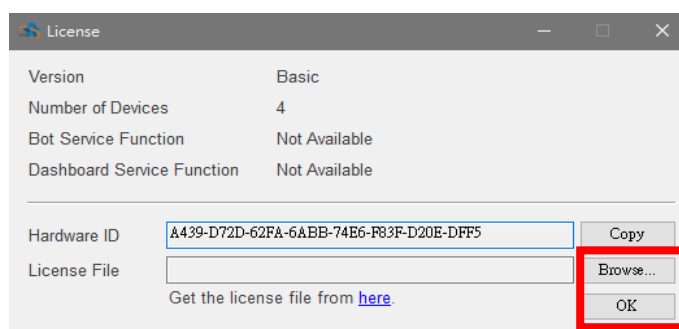 License
Version Basic
Number of Devices 4
Bot Service Function Not Available
Dashboard Service Function Not Available
Hardware ID A439-D72D-62FA-6ABB-74E6-F83F-D20E-DFF5 Copy
License File Browse...
Get the license file from here. OK